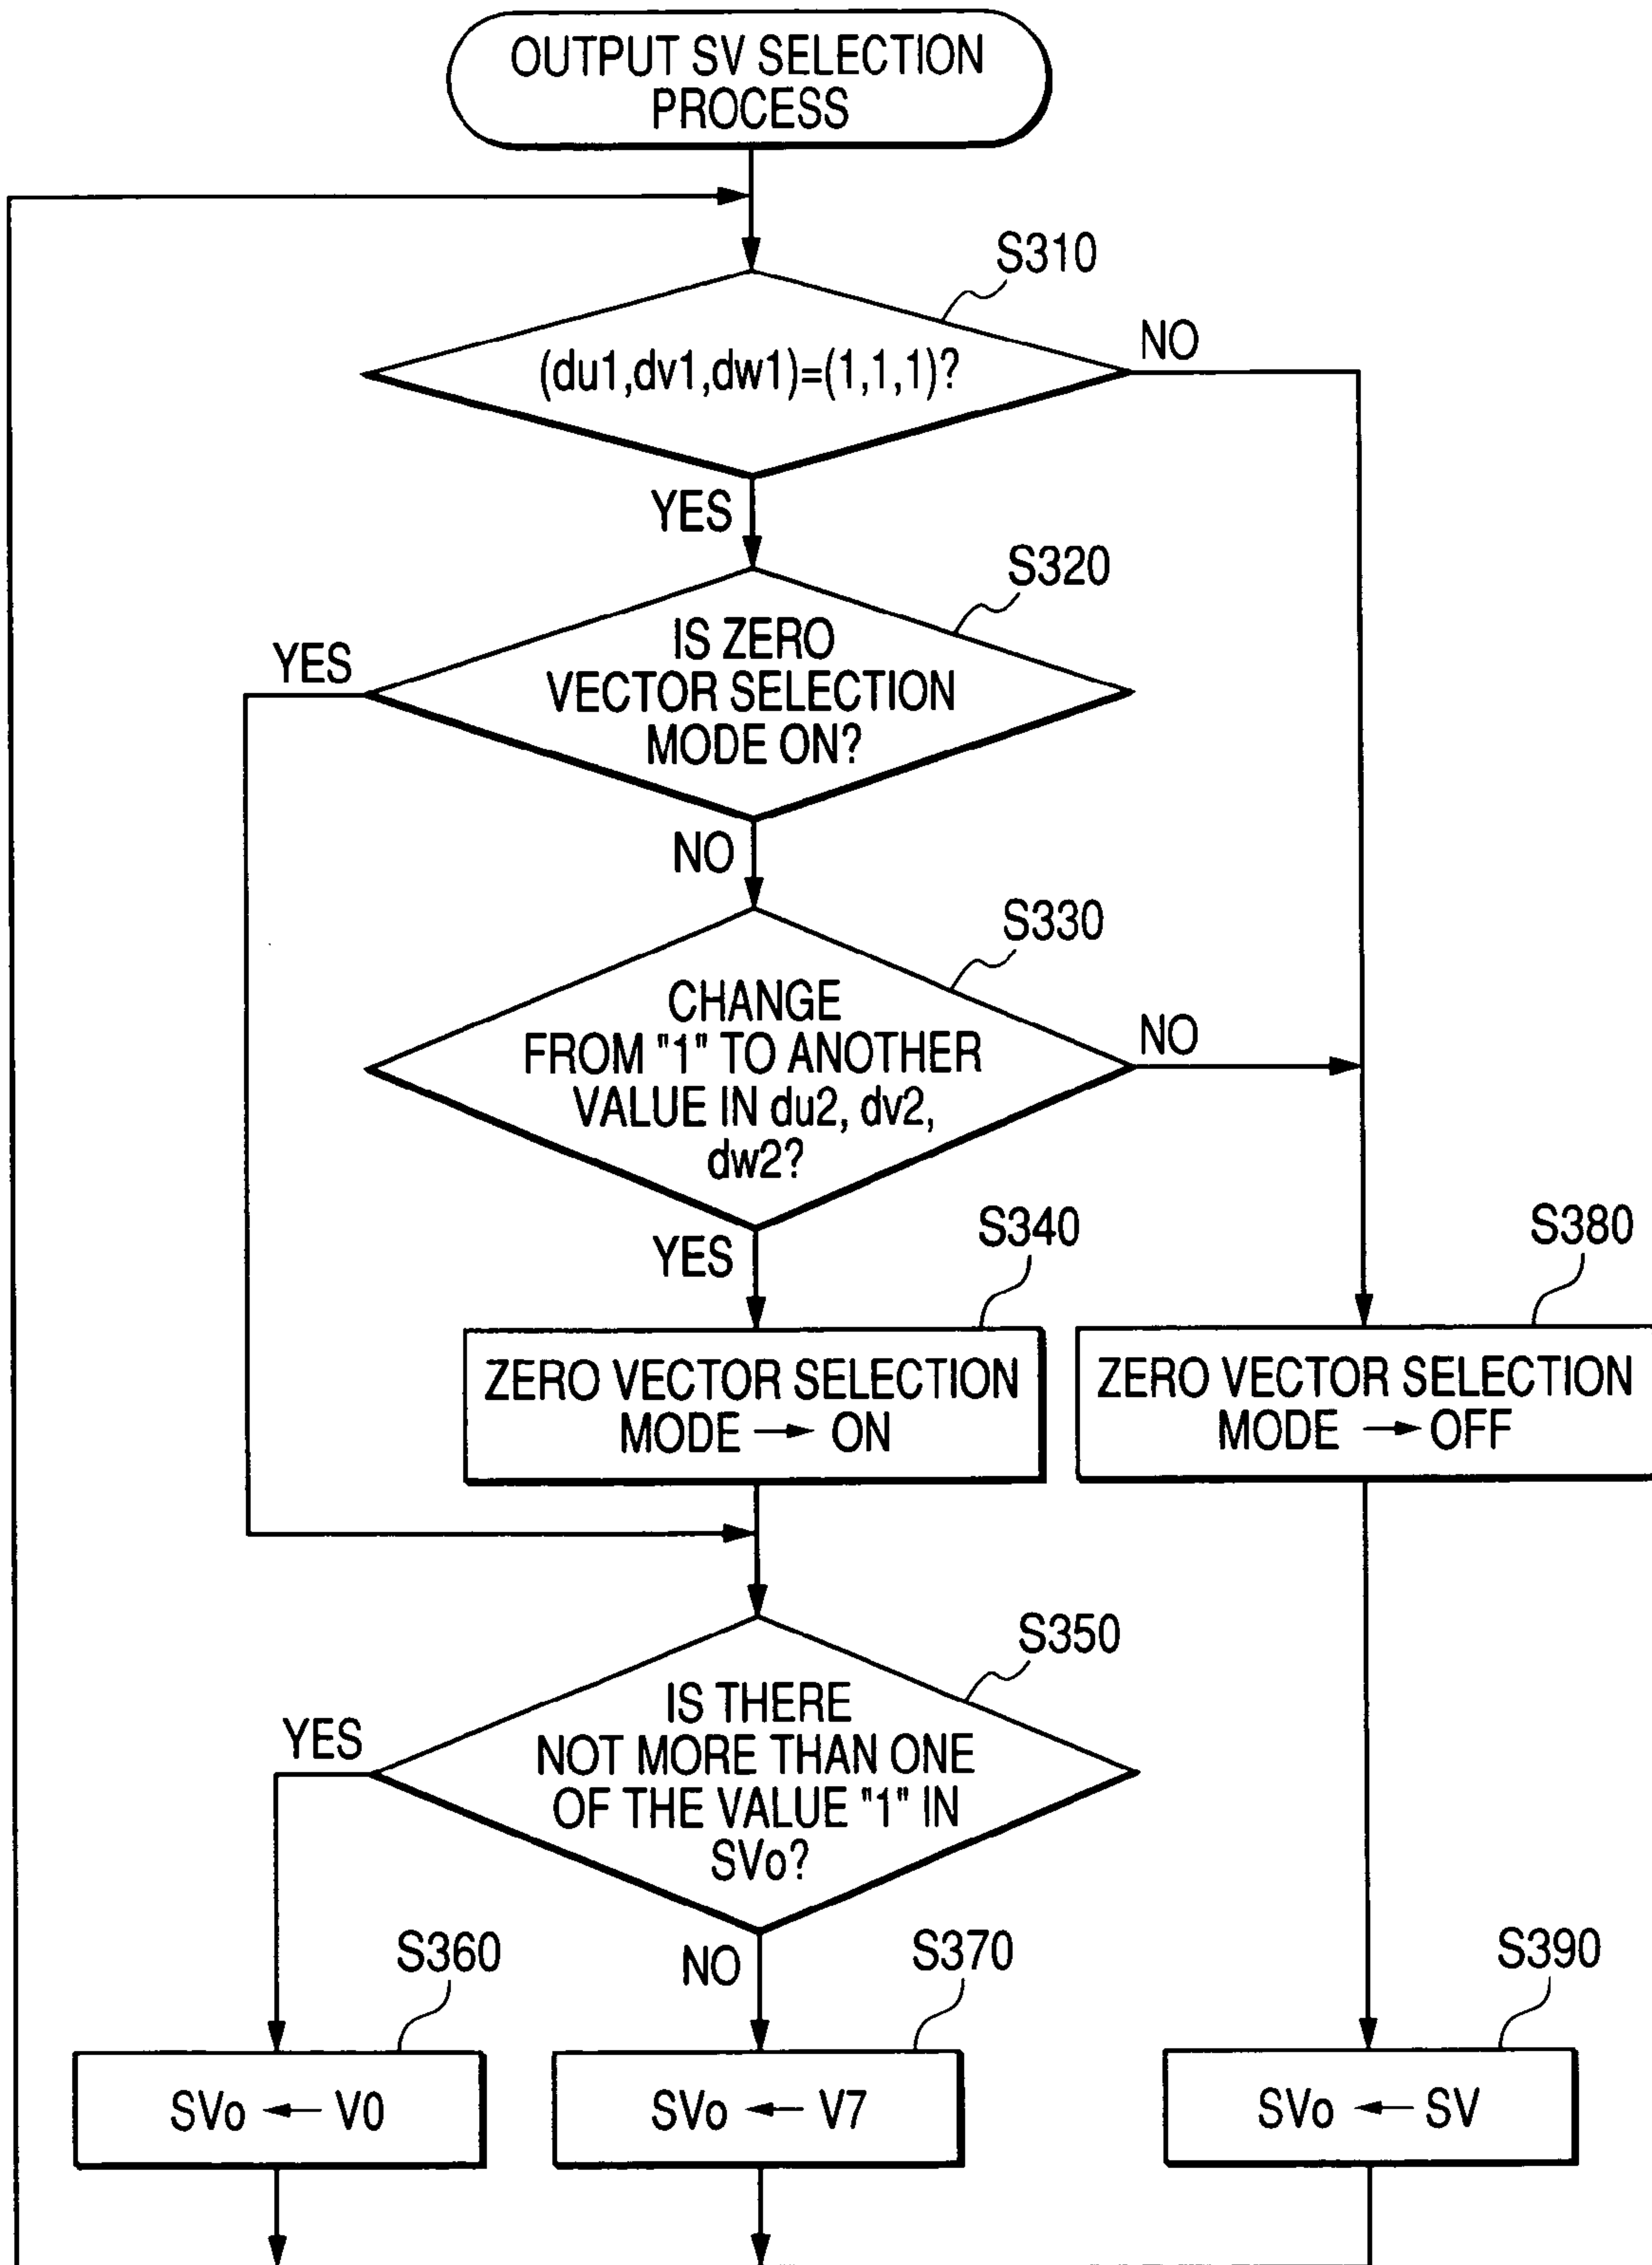 OUTPUT SV SELECTION
PROCESS
S310
(du1,dv1,dw1)=(1,1,1)?
NO
YES
S320
IS ZERO
VECTOR SELECTION
MODE ON?
YES
NO
S330
CHANGE
FROM "1" TO ANOTHER
VALUE IN du2, dv2,
dw2?
NO
YES
S340
ZERO VECTOR SELECTION
MODE → ON
S380
ZERO VECTOR SELECTION
MODE → OFF
S350
IS THERE
NOT MORE THAN ONE
OF THE VALUE "1" IN
SVo?
YES
NO
S360
SVo ← V0
S370
SVo ← V7
S390
SVo ← SV